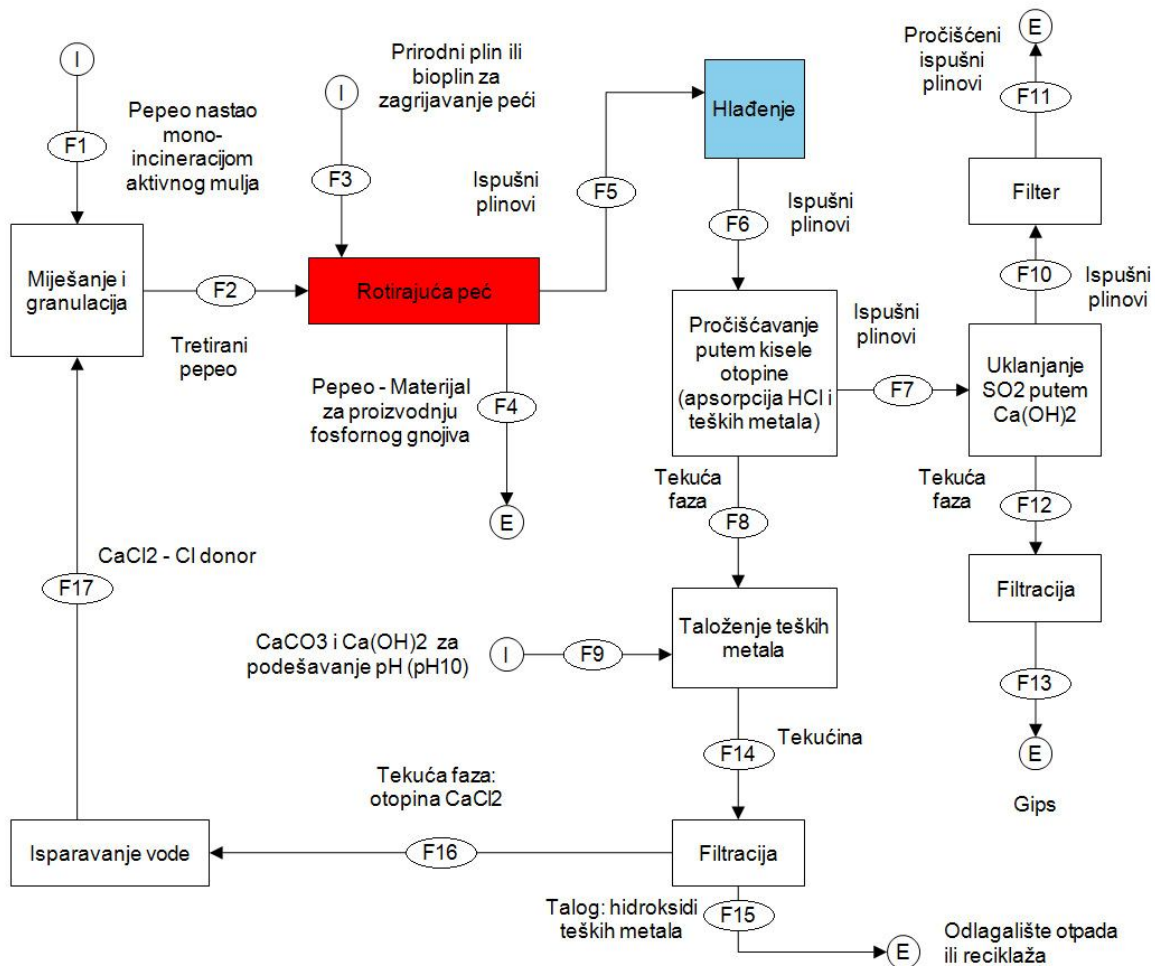 I
F1
Pepeo nastao
mono-
incineracijom
aktivnog mulja
Miješanje i
granulacija
F2
Tretirani
pepeo
Prirodni plin ili
bioplin za
zagrijavanje peći
I
F3
Rotirajuća peć
Ispušni
plinovi
F5
Hlađenje
F6
Ispušni
plinovi
Pepeo - Materijal
za proizvodnju
fosfornog gnojiva
F4
E
Pročišćavanje
putem kisele
otopine
(apsorpcija HCl i
teških metala)
Ispušni
plinovi
F7
Uklanjanje
SO2 putem
Ca(OH)2
F10
Ispušni
plinovi
Filter
F11
Pročišćeni
ispušni
plinovi
E
Tekuća
faza
F12
Filtracija
F13
E
Gips
Tekuća
faza
F8
Taloženje teških
metala
CaCO3 i Ca(OH)2 za
podešavanje pH (pH10)
I
F9
F14
Tekućina
Filtracija
Talog: hidroksidi
teških metala
F15
E
Odlagalište otpada
ili reciklaža
Tekuća faza:
otopina CaCl2
F16
Isparavanje vode
F17
CaCl2 - Cl donor